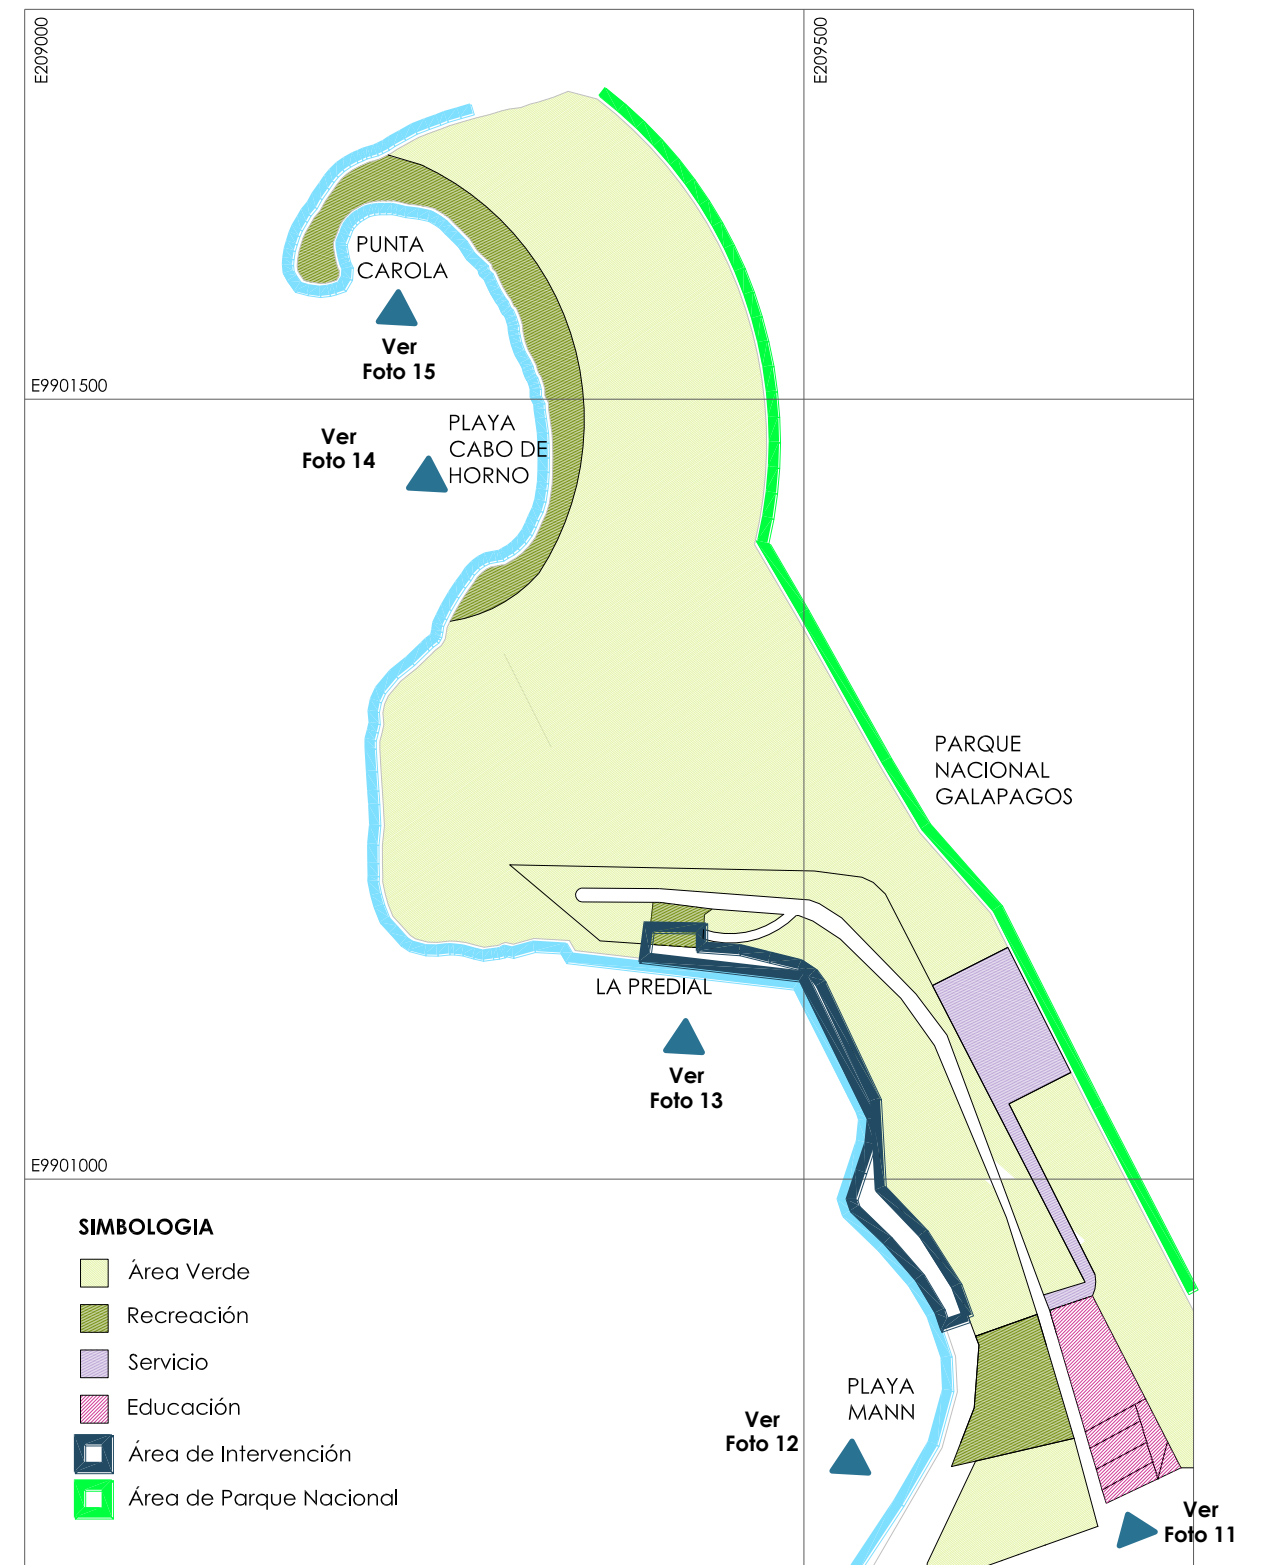 E209000
E209500
PUNTA
CAROLA
Ver
Foto 15
E9901500
Ver
Foto 14
PLAYA
CABO DE
HORNO
PARQUE
NACIONAL
GALAPAGOS
LA PREDIAL
Ver
Foto 13
E9901000
SIMBOLOGIA
Área Verde
Recreación
Servicio
Educación
Área de Intervención
Área de Parque Nacional
PLAYA
MANN
Ver
Foto 12
Ver
Foto 11